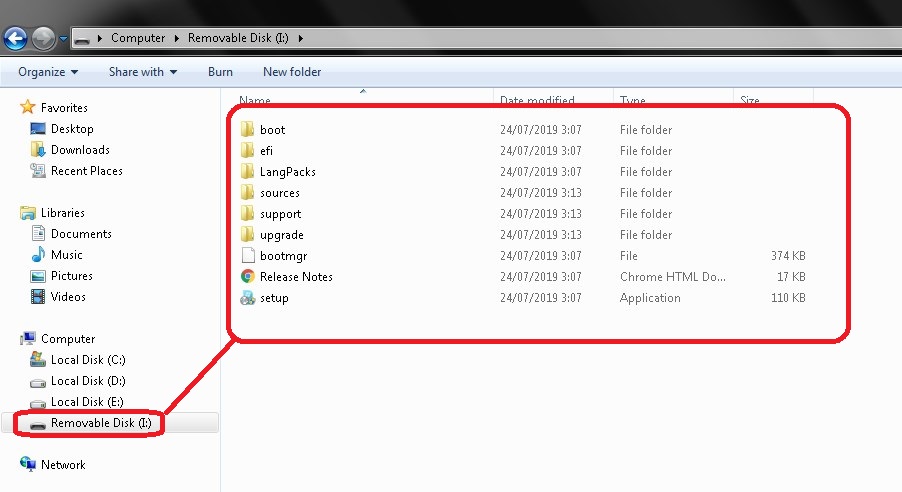 Computer ▸ Removable Disk (I:) ▸
Organize ▾ Share with ▾ Burn New folder
Favorites
Desktop
Downloads
Recent Places
Libraries
Documents
Music
Pictures
Videos
Computer
Local Disk (C:)
Local Disk (D:)
Local Disk (E:)
Removable Disk (I:)
Network
Name Date modified Type Size
boot 24/07/2019 3:07 File folder
efi 24/07/2019 3:07 File folder
LangPacks 24/07/2019 3:07 File folder
sources 24/07/2019 3:13 File folder
support 24/07/2019 3:13 File folder
upgrade 24/07/2019 3:13 File folder
bootmgr 24/07/2019 3:07 File 374 KB
Release Notes 24/07/2019 3:07 Chrome HTML Do... 17 KB
setup 24/07/2019 3:07 Application 110 KB